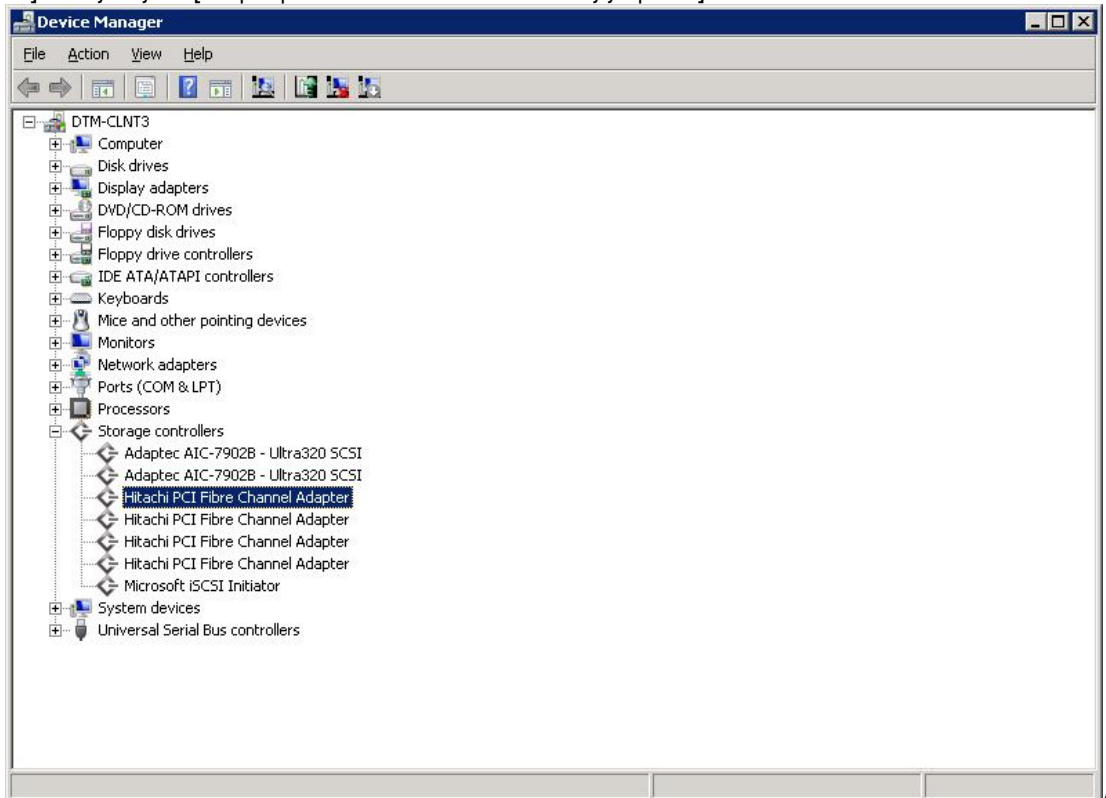 Device Manager
File Action View Help
DTM-CLNT3
Computer
Disk drives
Display adapters
DVD/CD-ROM drives
Floppy disk drives
Floppy drive controllers
IDE ATA/ATAPI controllers
Keyboards
Mice and other pointing devices
Monitors
Network adapters
Ports (COM & LPT)
Processors
Storage controllers
Adaptec AIC-7902B - Ultra320 SCSI
Adaptec AIC-7902B - Ultra320 SCSI
Hitachi PCI Fibre Channel Adapter
Hitachi PCI Fibre Channel Adapter
Hitachi PCI Fibre Channel Adapter
Hitachi PCI Fibre Channel Adapter
Microsoft iSCSI Initiator
System devices
Universal Serial Bus controllers